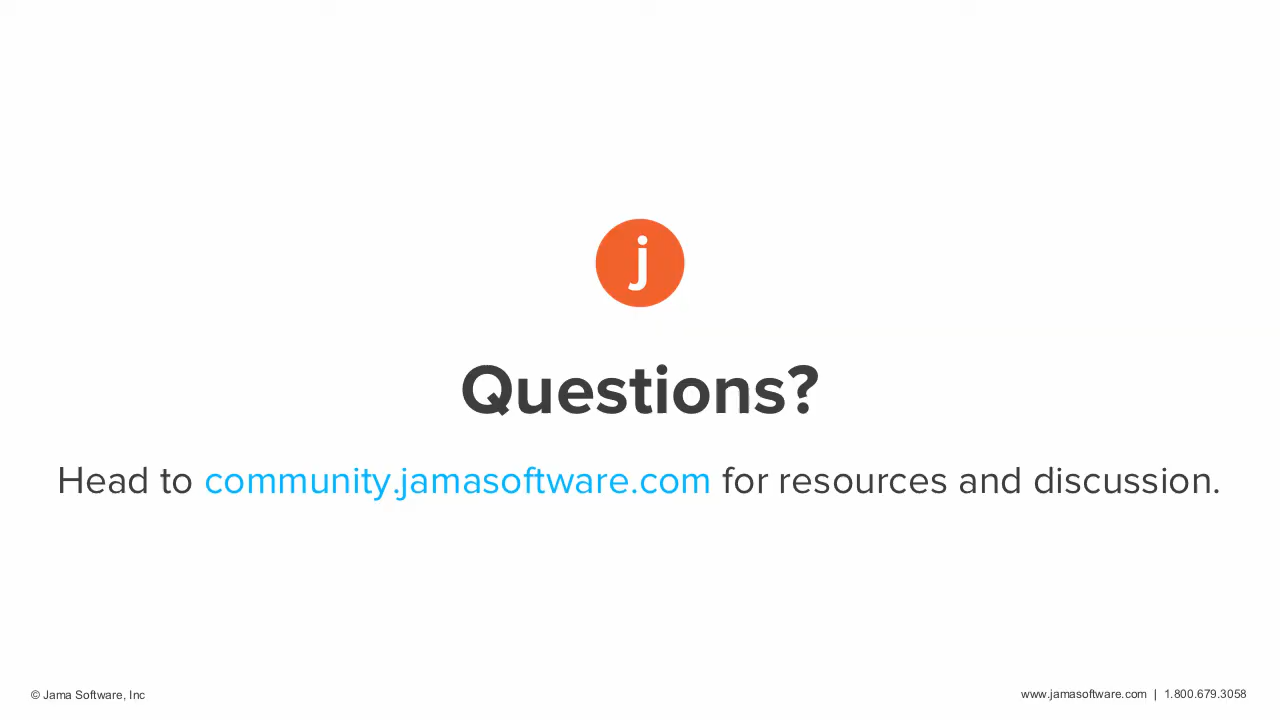 j
Questions?
Head to community.jamasoftware.com for resources and discussion.
© Jama Software, Inc
www.jamasoftware.com | 1.800.679.3058